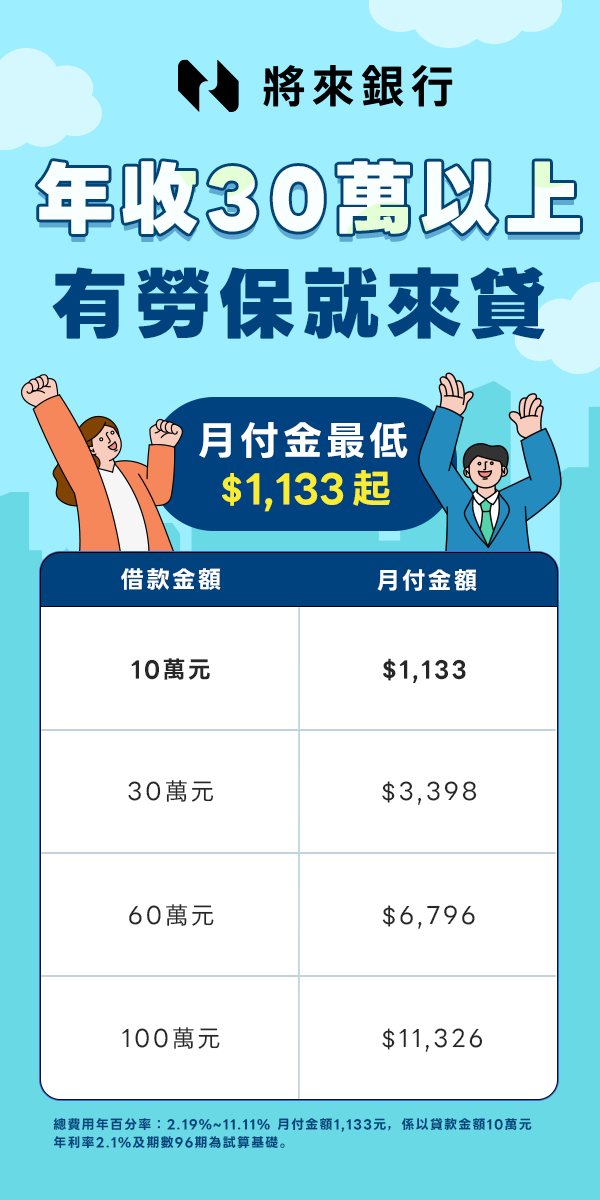 將來銀行
年收30萬以上
有勞保就來貸
月付金最低
$1,133起
借款金額 月付金額
10萬元 $1,133
30萬元 $3,398
60萬元 $6,796
100萬元 $11,326
總費用年百分率：2.19%~11.11% 月付金額1,133元，係以貸款金額10萬元
年利率2.1%及期數96期為試算基礎。